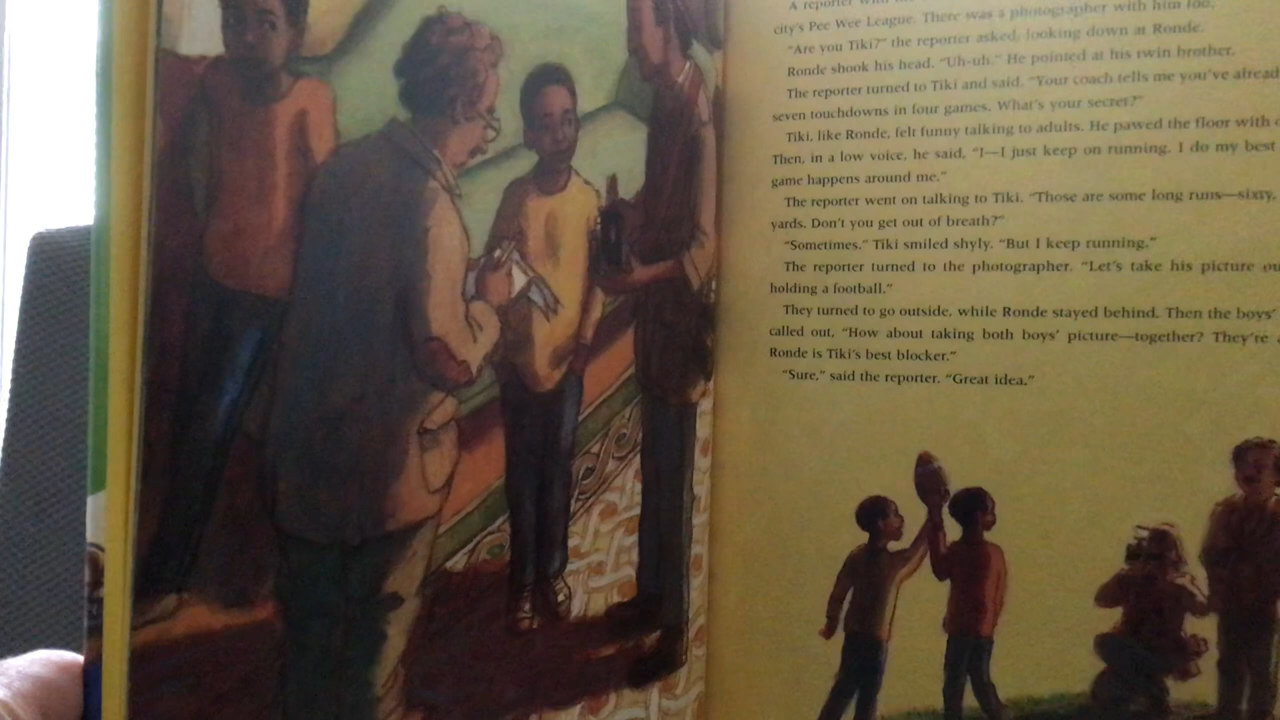 A reporter with
city's Pee Wee League. There was a photographer with him too.
"Are you Tiki?" the reporter asked, looking down at Ronde.
Ronde shook his head. "Uh-uh." He pointed at his twin brother.
The reporter turned to Tiki and said, "Your coach tells me you've alread
seven touchdowns in four games. What's your secret?"
Tiki, like Ronde, felt funny talking to adults. He pawed the floor with
Then, in a low voice, he said, "I—I just keep on running. I do my best
game happens around me."
The reporter went on talking to Tiki. "Those are some long runs—sixty,
yards. Don't you get out of breath?"
"Sometimes." Tiki smiled shyly. "But I keep running."
The reporter turned to the photographer. "Let's take his picture ou
holding a football."
They turned to go outside, while Ronde stayed behind. Then the boys'
called out, "How about taking both boys' picture—together? They're
Ronde is Tiki's best blocker."
"Sure," said the reporter. "Great idea."